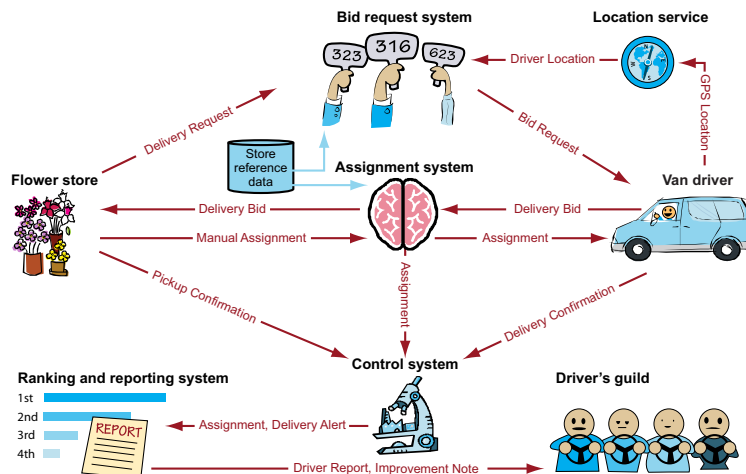 Bid request system
Location service
323
316
623
Driver Location
GPS Location
Delivery Request
Bid Request
Store
reference
data
Assignment system
Flower store
Van driver
Delivery Bid
Delivery Bid
Manual Assignment
Assignment
Pickup Confirmation
Assignment
Delivery Confirmation
Control system
Ranking and reporting system
Driver's guild
1st
2nd
3rd
4th
REPORT
Assignment, Delivery Alert
Driver Report, Improvement Note
N
E
S
W